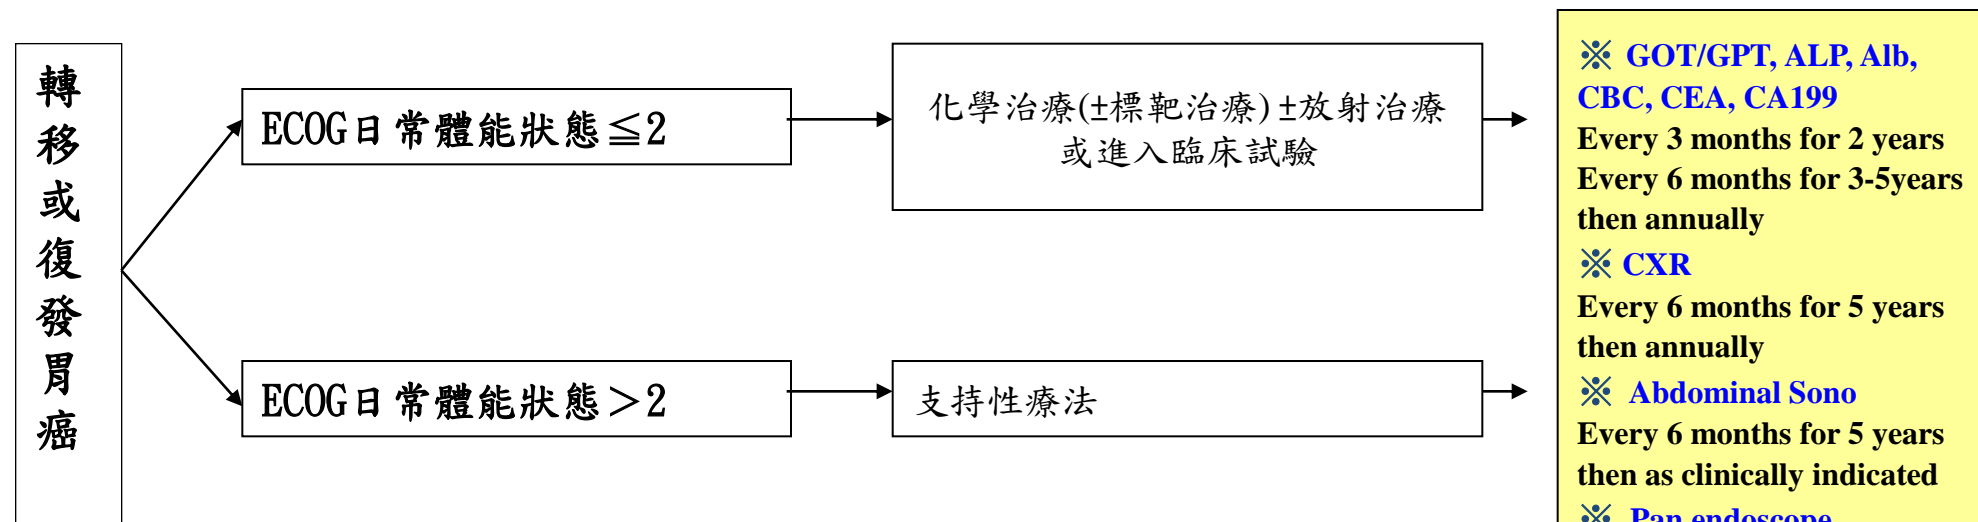 轉移或復發胃癌
ECOG日常體能狀態≦2
化學治療(±標靶治療)±放射治療
或進入臨床試驗
ECOG日常體能狀態＞2
支持性療法
※ GOT/GPT, ALP, Alb,
CBC, CEA, CA199
Every 3 months for 2 years
Every 6 months for 3-5years
then annually
※ CXR
Every 6 months for 5 years
then annually
※ Abdominal Sono
Every 6 months for 5 years
then as clinically indicated
※ Pan endoscope